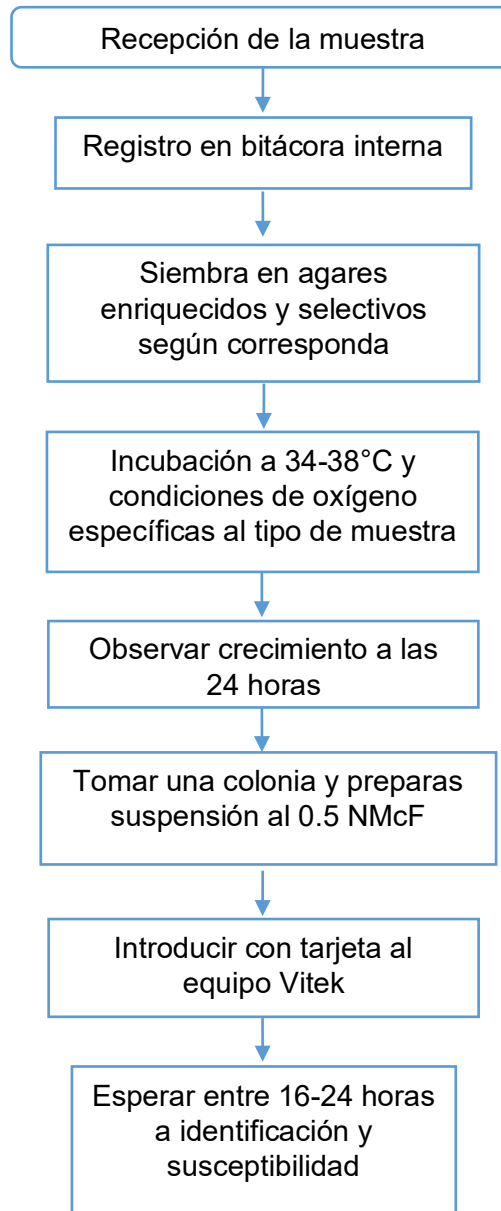 Recepción de la muestra
Registro en bitácora interna
Siembra en agares
enriquecidos y selectivos
según corresponda
Incubación a 34-38°C y
condiciones de oxígeno
específicas al tipo de muestra
Observar crecimiento a las
24 horas
Tomar una colonia y preparas
suspensión al 0.5 NMcF
Introducir con tarjeta al
equipo Vitek
Esperar entre 16-24 horas
a identificación y
susceptibilidad